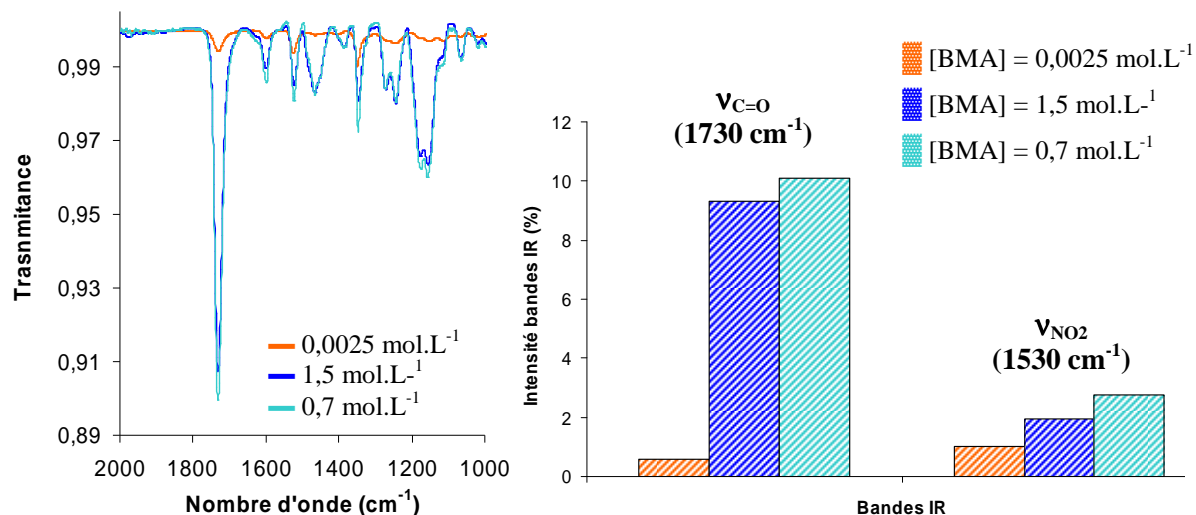 0,99
0,97
0,95
0,93
0,91
0,89
Trasnmitance
0,0025 mol.L-1
1,5 mol.L-1
0,7 mol.L-1
2000 1800 1600 1400 1200 1000
Nombre d'onde (cm-1)
[BMA] = 0,0025 mol.L-1
[BMA] = 1,5 mol.L-1
[BMA] = 0,7 mol.L-1
νC=O
(1730 cm-1)
νNO2
(1530 cm-1)
12
10
8
6
4
2
0
Intensité bandes IR (%)
Bandes IR